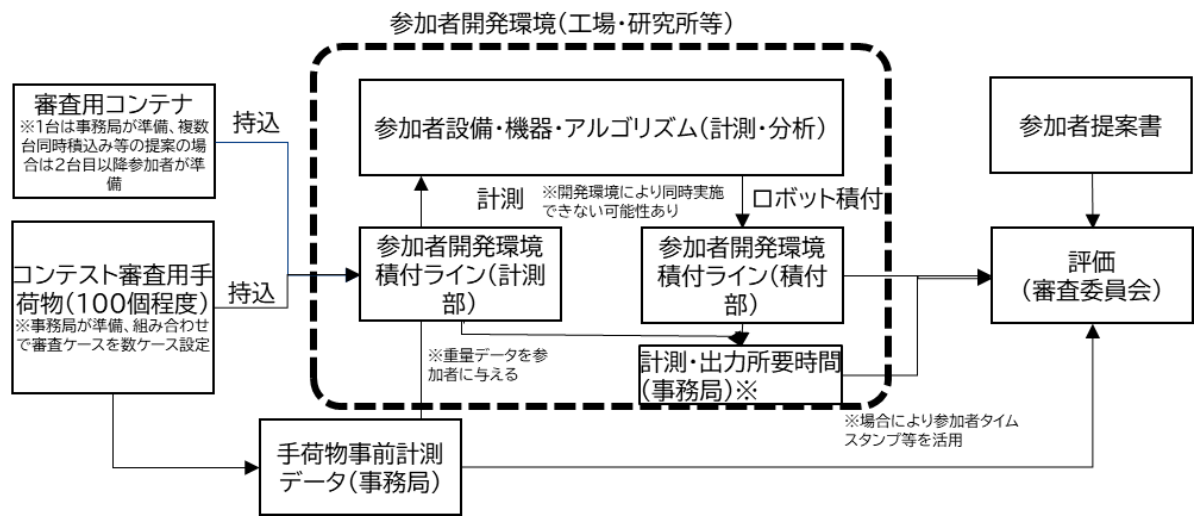 参加者開発環境（工場・研究所等）
審査用コンテナ
※1台は事務局が準備、複数
台同時積込み等の提案の場
合は2台目以降参加者が準
備
持込
コンテスト審査用手
荷物（100個程度）
※事務局が準備、組み合わせ
で審査ケースを数ケース設定
持込
参加者設備・機器・アルゴリズム（計測・分析）
計測
※開発環境により同時実施
できない可能性あり
ロボット積付
参加者開発環境
積付ライン（計測
部）
参加者開発環境
積付ライン（積付
部）
※重量データを参
加者に与える
計測・出力所要時間
（事務局）※
手荷物事前計測
データ（事務局）
参加者提案書
評価
（審査委員会）
※場合により参加者タイム
スタンプ等を活用